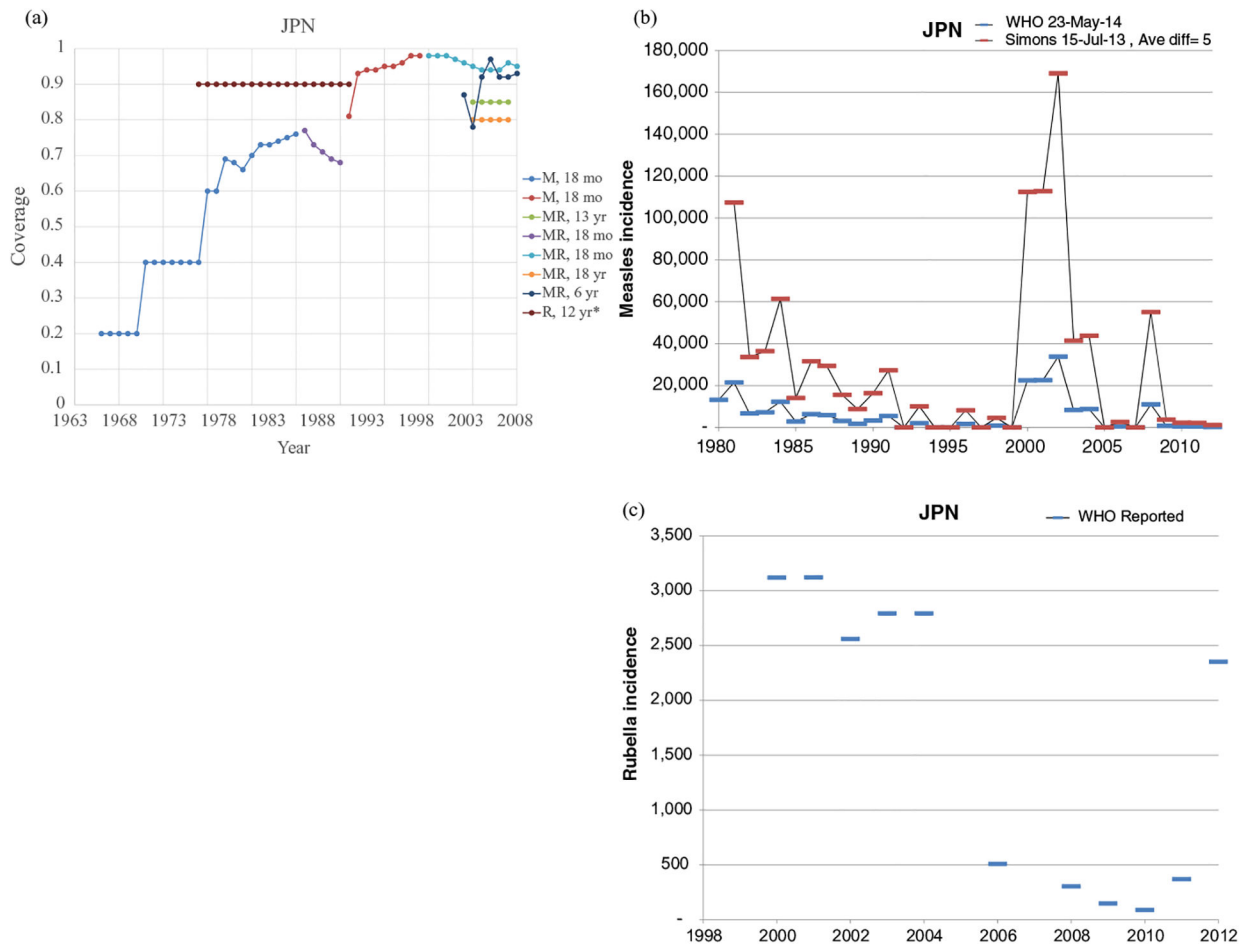 (a)
JPN
1
0.9
0.8
0.7
0.6
0.5
0.4
0.3
0.2
0.1
0
Coverage
1963 1968 1973 1978 1983 1988 1993 1998 2003 2008
Year
M, 18 mo
M, 18 mo
MR, 13 yr
MR, 18 mo
MR, 18 mo
MR, 18 yr
MR, 6 yr
R, 12 yr*
(b)
JPN
WHO 23-May-14
Simons 15-Jul-13 , Ave diff= 5
180,000
160,000
140,000
120,000
100,000
80,000
60,000
40,000
20,000
-
Measles incidence
1980 1985 1990 1995 2000 2005 2010
(c)
JPN
WHO Reported
3,500
3,000
2,500
2,000
1,500
1,000
500
-
Rubella incidence
1998 2000 2002 2004 2006 2008 2010 2012